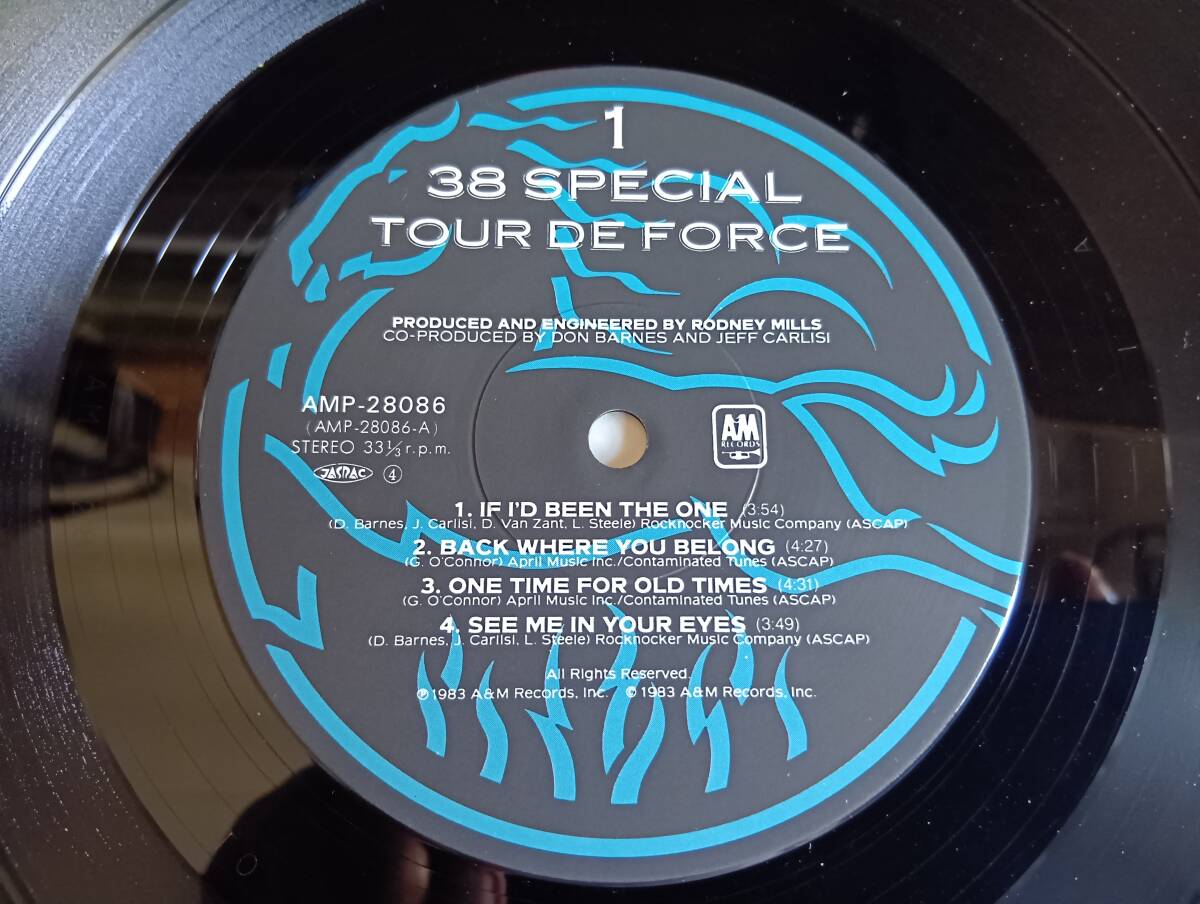 1
38 SPECIAL
TOUR DE FORCE
PRODUCED AND ENGINEERED BY RODNEY MILLS
CO-PRODUCED BY DON BARNES AND JEFF CARLISI
AMP-28086
(AMP-28086-A)
STEREO 33⅓ r.p.m.
JASRAC ④
A&M
RECORDS
1. IF I'D BEEN THE ONE (3:54)
(D. Barnes, J. Carlisi, D. Van Zant, L. Steele) Rocknocker Music Company (ASCAP)
2. BACK WHERE YOU BELONG (4:27)
(G. O'Connor) April Music Inc./Contaminated Tunes (ASCAP)
3. ONE TIME FOR OLD TIMES (4:31)
(G. O'Connor) April Music Inc./Contaminated Tunes (ASCAP)
4. SEE ME IN YOUR EYES (3:49)
(D. Barnes, J. Carlisi, L. Steele) Rocknocker Music Company (ASCAP)
All Rights Reserved.
℗1983 A&M Records, Inc. ©1983 A&M Records, Inc.